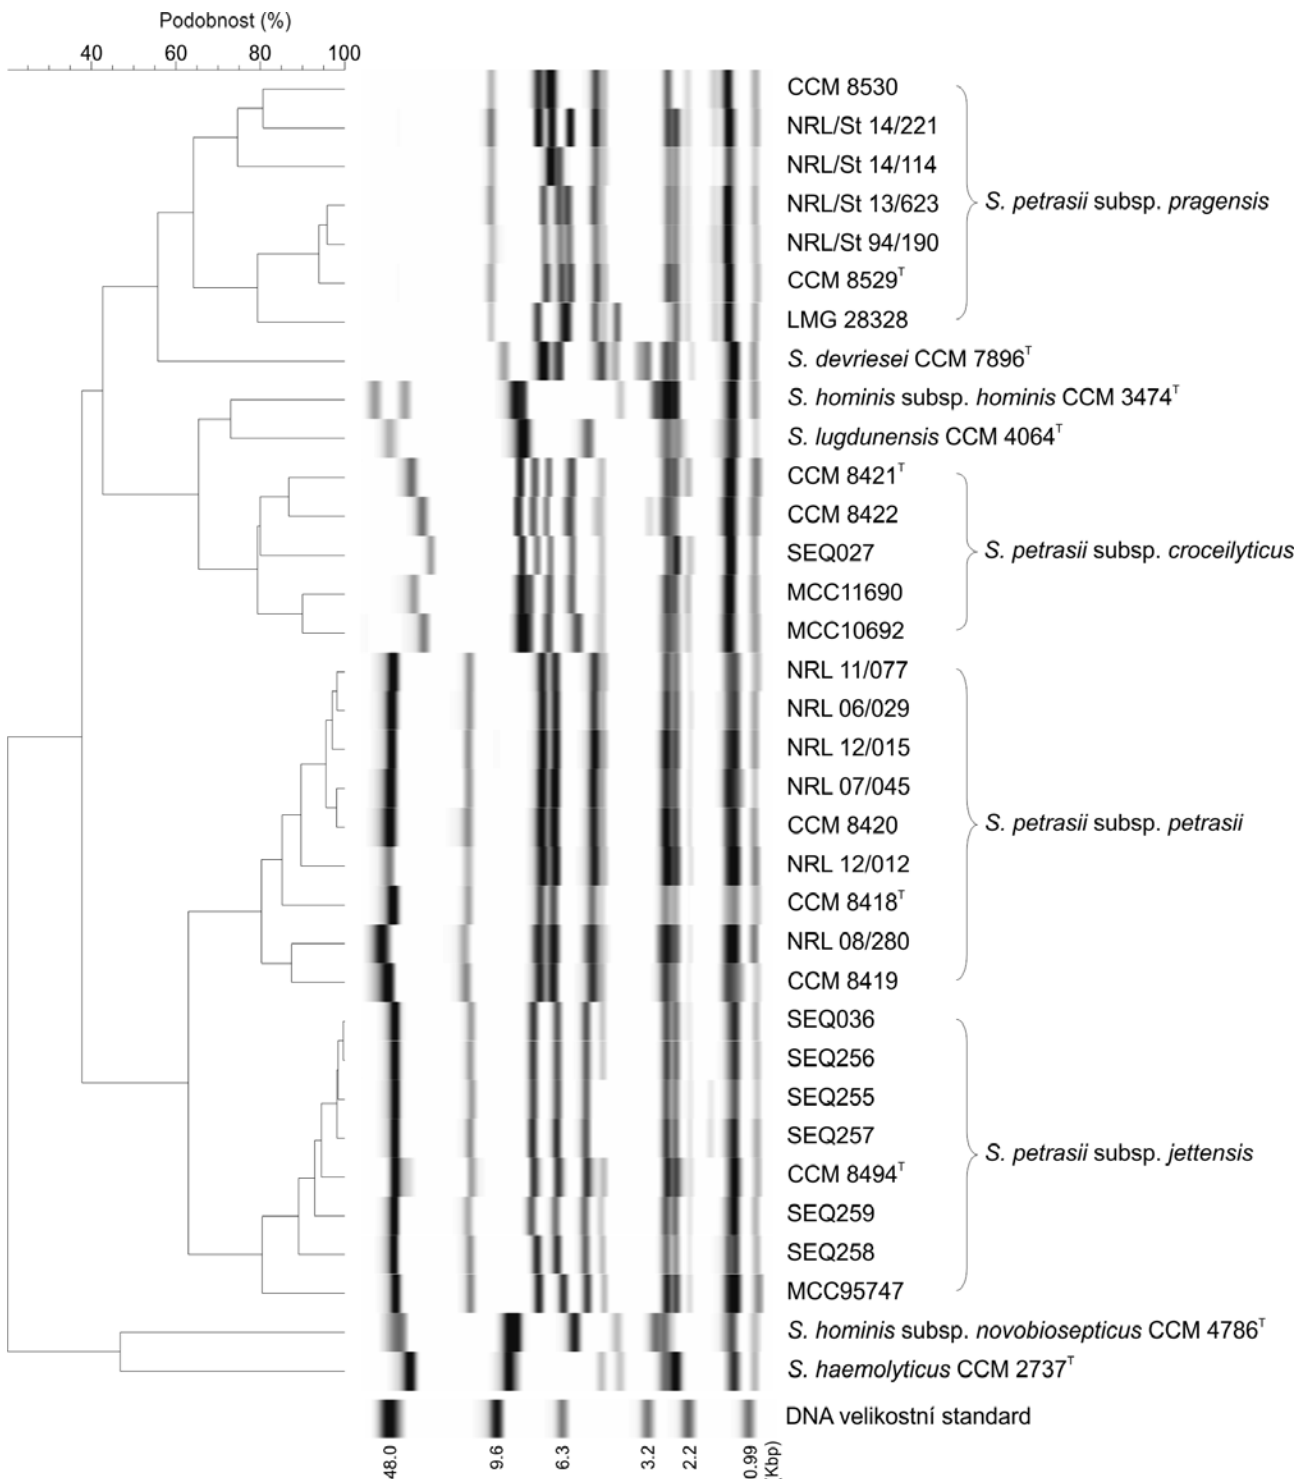 Podobnost (%)
40 60 80 100
CCM 8530
NRL/St 14/221
NRL/St 14/114
NRL/St 13/623
S. petrasii subsp. pragensis
NRL/St 94/190
CCM 8529ᵀ
LMG 28328
S. devriesei CCM 7896ᵀ
S. hominis subsp. hominis CCM 3474ᵀ
S. lugdunensis CCM 4064ᵀ
CCM 8421ᵀ
CCM 8422
SEQ027
S. petrasii subsp. croceilyticus
MCC11690
MCC10692
NRL 11/077
NRL 06/029
NRL 12/015
NRL 07/045
CCM 8420
S. petrasii subsp. petrasii
NRL 12/012
CCM 8418ᵀ
NRL 08/280
CCM 8419
SEQ036
SEQ256
SEQ255
SEQ257
S. petrasii subsp. jettensis
CCM 8494ᵀ
SEQ259
SEQ258
MCC95747
S. hominis subsp. novobiosepticus CCM 4786ᵀ
S. haemolyticus CCM 2737ᵀ
DNA velikostní standard
48.0 9.6 6.3 3.2 2.2 0.99 (Kbp)